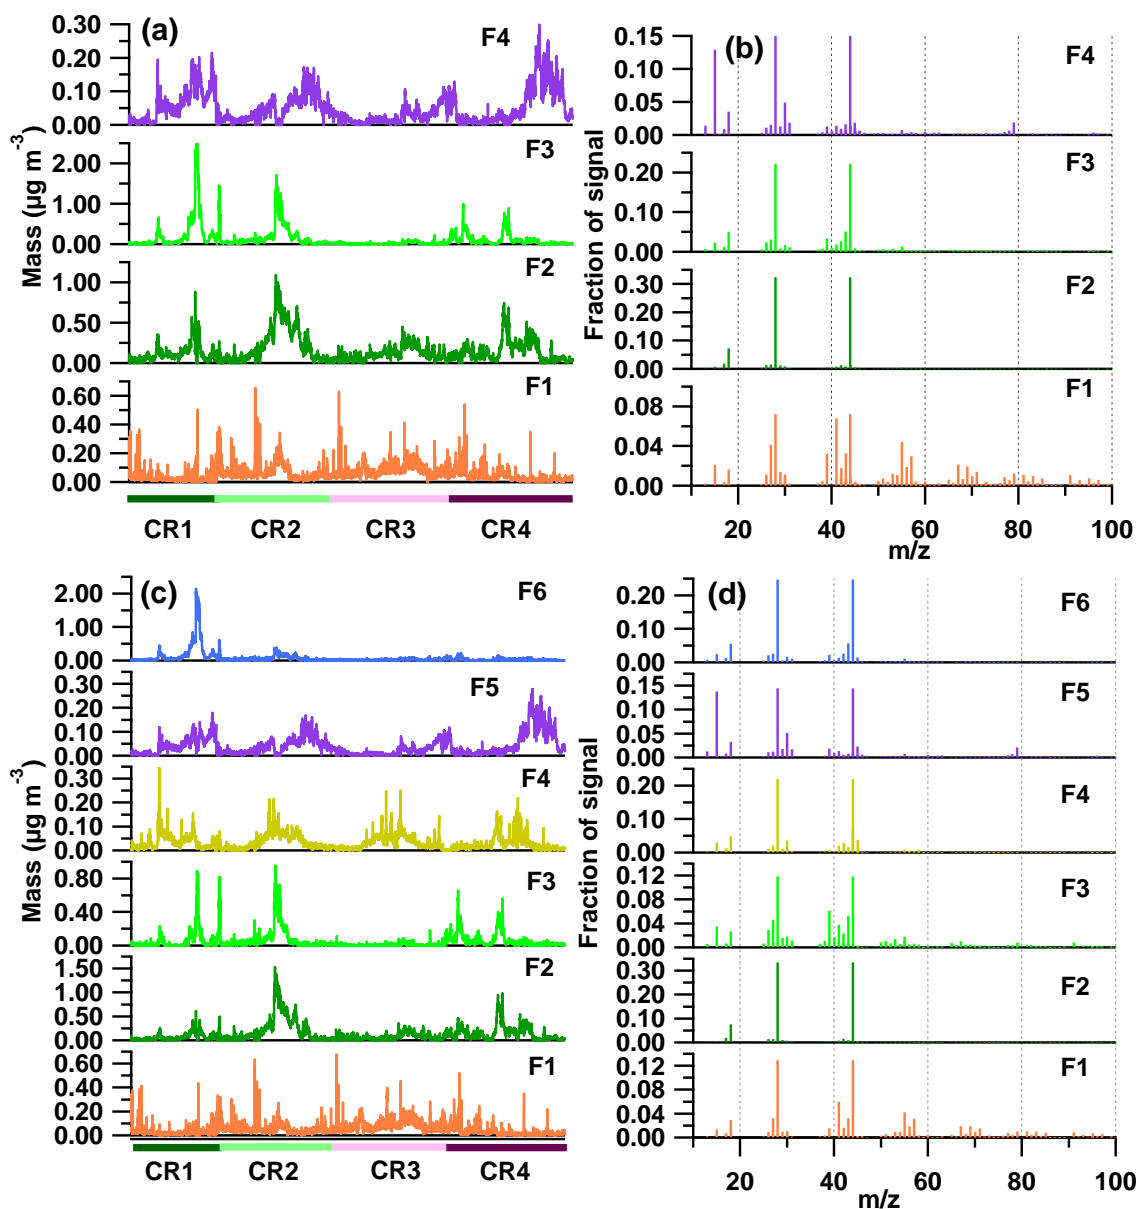 (a)
F4
0.30
0.20
0.10
0.00
F3
2.00
1.00
0.00
F2
1.00
0.50
0.00
F1
0.60
0.40
0.20
0.00
Mass (µg m⁻³)
CR1 CR2 CR3 CR4
(b)
F4
0.15
0.10
0.05
0.00
F3
0.20
0.10
0.00
F2
0.30
0.20
0.10
0.00
F1
0.08
0.04
0.00
Fraction of signal
20 40 60 80 100
m/z
(c)
F6
2.00
1.00
0.00
F5
0.30
0.20
0.10
0.00
F4
0.30
0.20
0.10
0.00
F3
0.80
0.40
0.00
F2
1.50
1.00
0.50
0.00
F1
0.60
0.40
0.20
0.00
Mass (µg m⁻³)
CR1 CR2 CR3 CR4
(d)
F6
0.20
0.10
0.00
F5
0.15
0.10
0.05
0.00
F4
0.20
0.10
0.00
F3
0.12
0.08
0.04
0.00
F2
0.30
0.20
0.10
0.00
F1
0.12
0.08
0.04
0.00
Fraction of signal
20 40 60 80 100
m/z